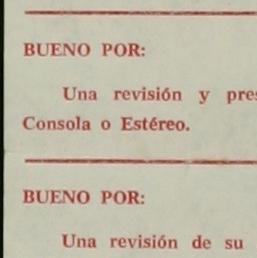 BUENO POR:
Una revisión y
Consola o Estéreo.
BUENO POR:
Una revisión de su